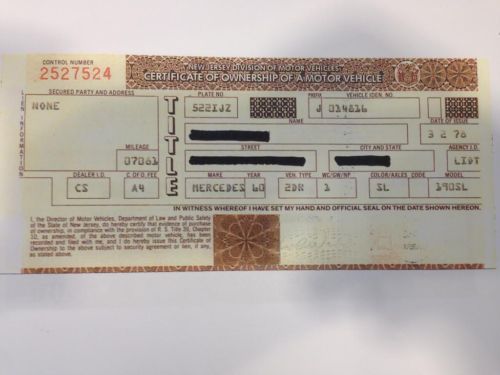 CONTROL NUMBER
2527524
NEW JERSEY DIVISION OF MOTOR VEHICLES
CERTIFICATE OF OWNERSHIP OF A MOTOR VEHICLE
LIEN INFORMATION
SECURED PARTY AND ADDRESS
NONE
TITLE
PLATE NO
PREFIX
VEHICLE IDEN. NO.
522IJZ
J
014816
NAME
DATE OF ISSUE
3 2 78
STREET
CITY AND STATE
AGENCY I.D.
MILEAGE
07061
DEALER I.D.
C OF O. FEE
MAKE
YEAR
VEH. TYPE
WC/GW/NP
COLOR/AXLES
CODE
MODEL
CS
A4
MERCEDES
60
2DR
1
SL
190SL
IN WITNESS WHEREOF I HAVE SET MY HAND AND OFFICIAL SEAL ON THE DATE SHOWN HEREON.
I, the Director of Motor Vehicles, Department of Law and Public Safety
of the State of New Jersey, do hereby certify that evidence of purchase
of ownership, in compliance with the provision of R. S. Title 39, Chapter
10, as amended, of the above described motor vehicle, has been
recorded and filed with me, and I do hereby issue this Certificate of
Ownership to the above subject to security agreement or lien, if any,
as stated above.